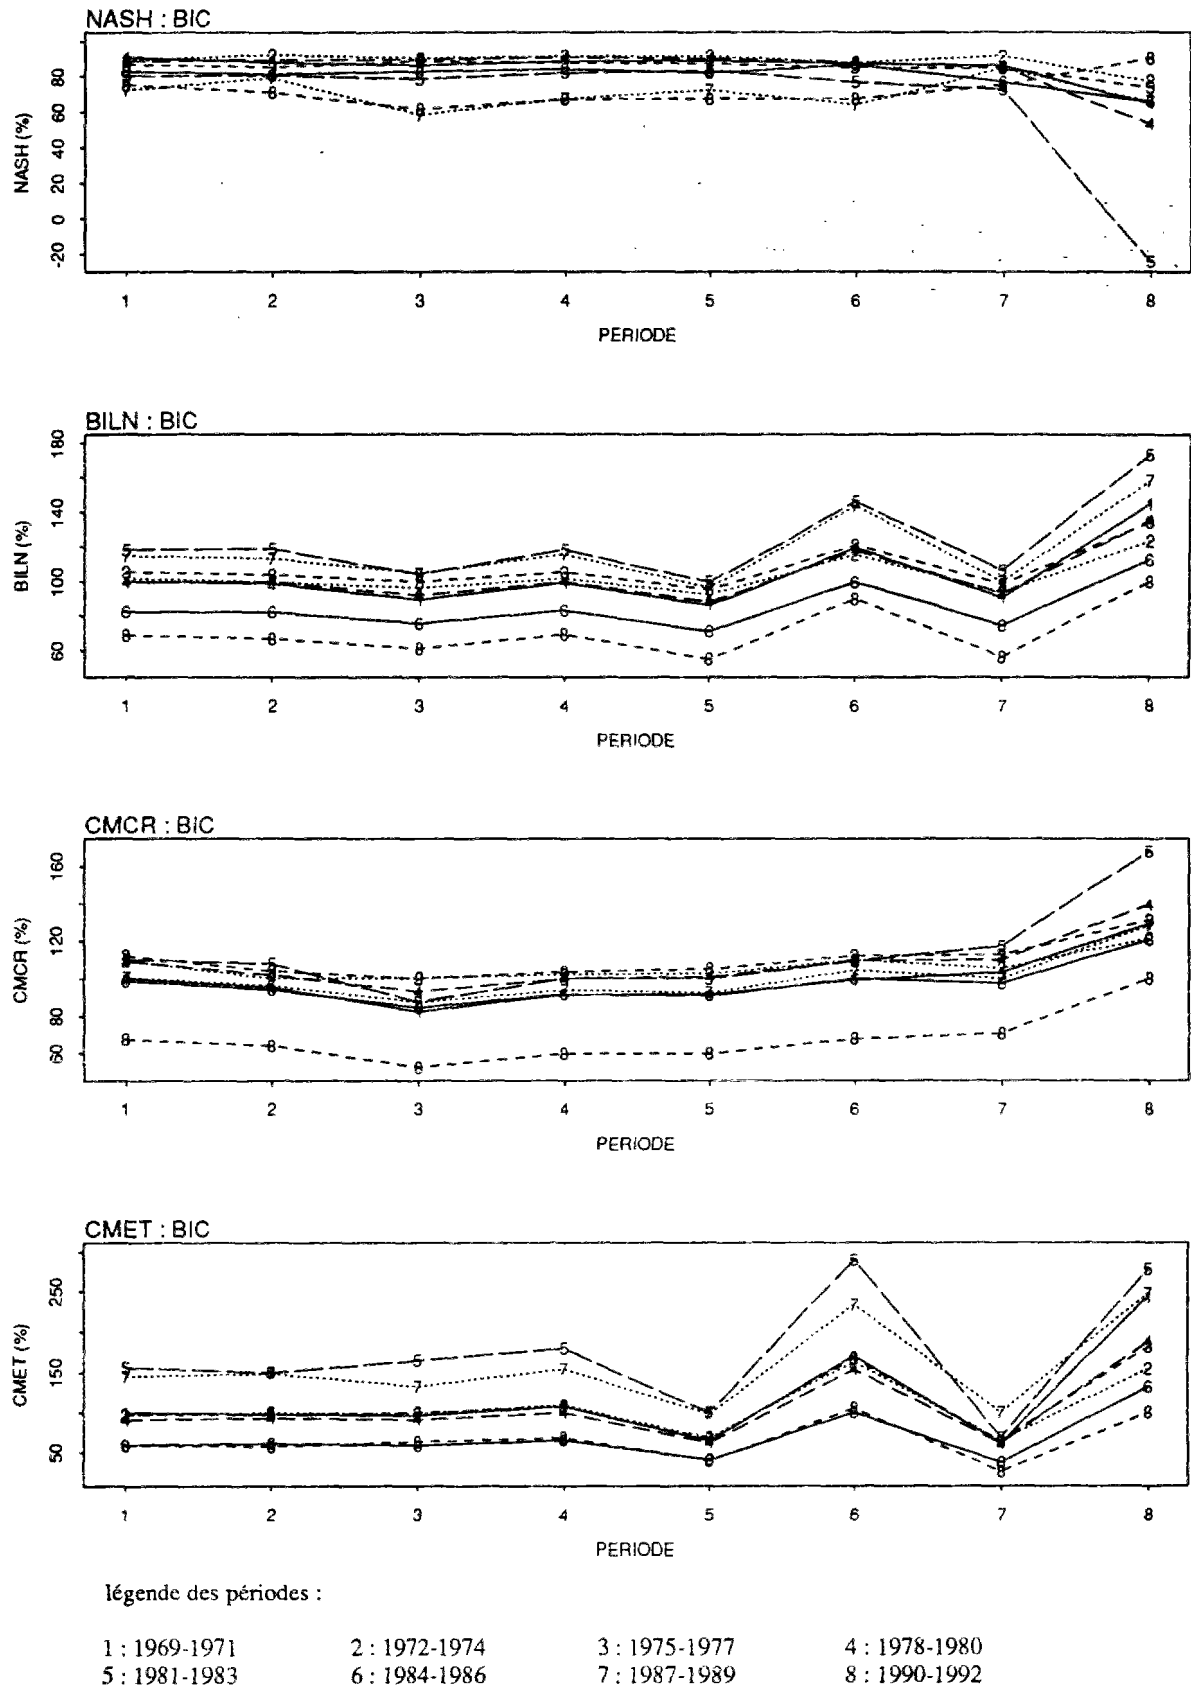 NASH : BIC
NASH (%)
80
60
40
20
0
-20
1 2 3 4 5 6 7 8
PERIODE
BILN : BIC
BILN (%)
180
140
100
60
1 2 3 4 5 6 7 8
PERIODE
CMCR : BIC
CMCR (%)
160
120
80
60
1 2 3 4 5 6 7 8
PERIODE
CMET : BIC
CMET (%)
250
150
50
1 2 3 4 5 6 7 8
PERIODE
légende des périodes :
1 : 1969-1971 2 : 1972-1974 3 : 1975-1977 4 : 1978-1980
5 : 1981-1983 6 : 1984-1986 7 : 1987-1989 8 : 1990-1992